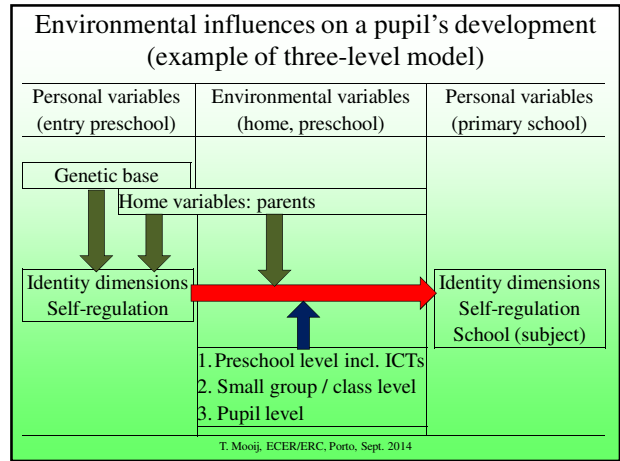 Environmental influences on a pupil's development
(example of three-level model)
Personal variables
(entry preschool)
Environmental variables
(home, preschool)
Personal variables
(primary school)
Genetic base
Home variables: parents
Identity dimensions
Self-regulation
Identity dimensions
Self-regulation
School (subject)
1. Preschool level incl. ICTs
2. Small group / class level
3. Pupil level
T. Mooij, ECER/ERC, Porto, Sept. 2014